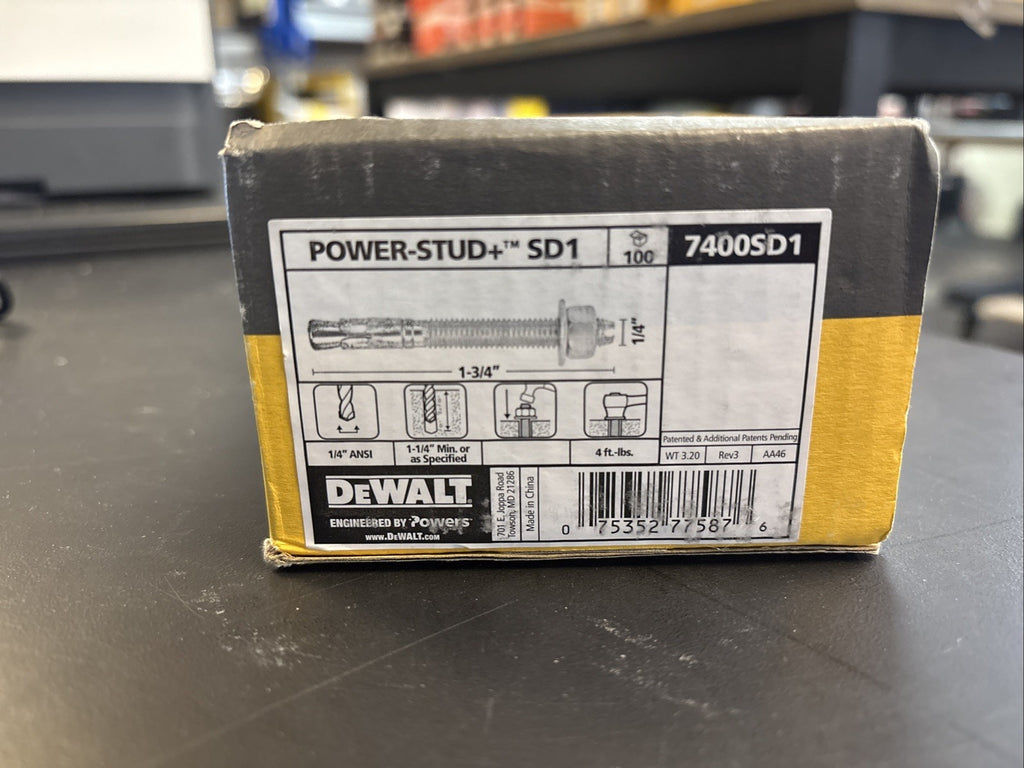 POWER-STUD+™ SD1
100
7400SD1
1/4"
1-3/4"
1/4" ANSI
1-1/4" Min. or
as Specified
4 ft.-lbs.
Patented & Additional Patents Pending
WT 3.20
Rev3
AA46
DEWALT
ENGINEERED BY Powers
www.DEWALT.com
701 E. Joppa Road
Towson, MD 21286
Made in China
0 75352 77587 6